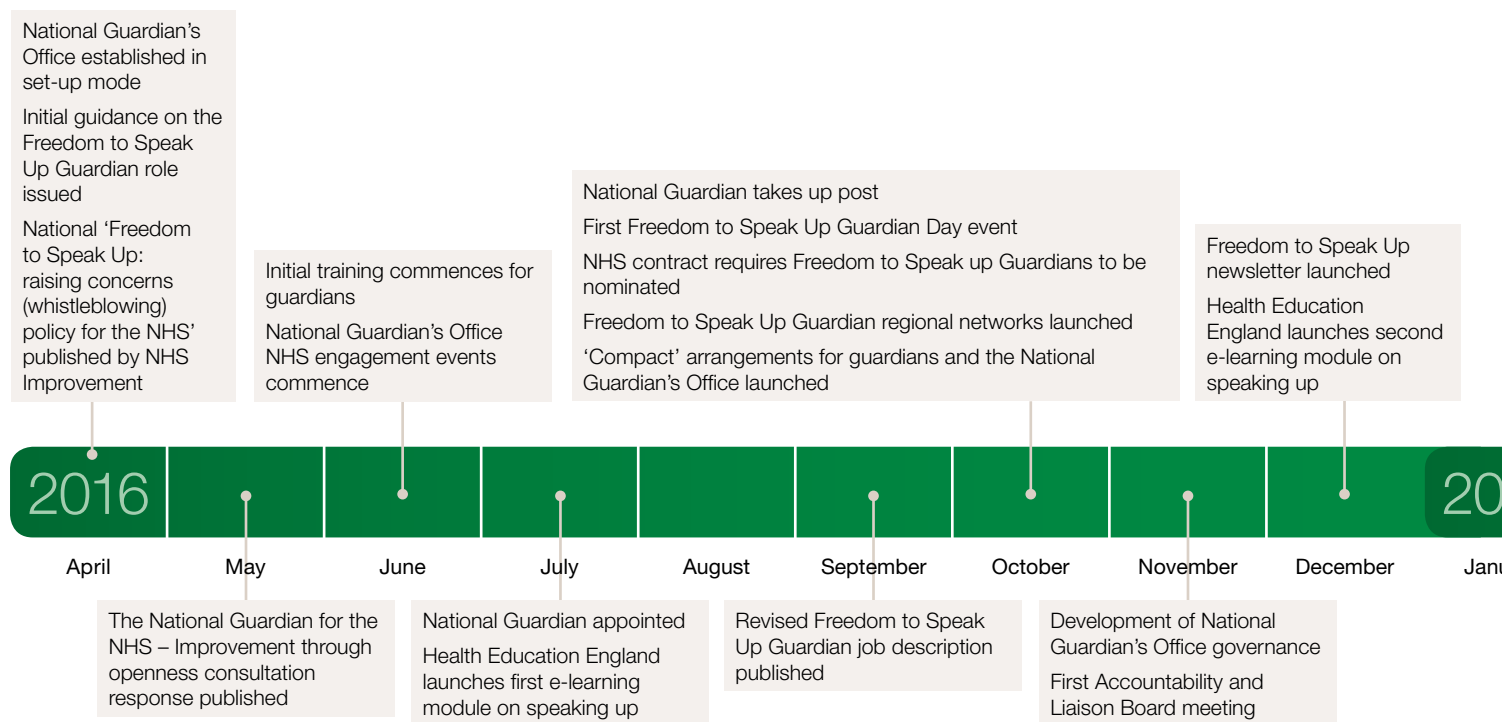 National Guardian's
Office established in
set-up mode
Initial guidance on the
Freedom to Speak
Up Guardian role
issued
National ‘Freedom
to Speak Up:
raising concerns
(whistleblowing)
policy for the NHS’
published by NHS
Improvement
Initial training commences for
guardians
National Guardian’s Office
NHS engagement events
commence
National Guardian takes up post
First Freedom to Speak Up Guardian Day event
NHS contract requires Freedom to Speak up Guardians to be
nominated
Freedom to Speak Up Guardian regional networks launched
‘Compact’ arrangements for guardians and the National
Guardian’s Office launched
Freedom to Speak Up
newsletter launched
Health Education
England launches second
e-learning module on
speaking up
2016
20
April
May
June
July
August
September
October
November
December
Janu
The National Guardian for the
NHS – Improvement through
openness consultation
response published
National Guardian appointed
Health Education England
launches first e-learning
module on speaking up
Revised Freedom to Speak
Up Guardian job description
published
Development of National
Guardian’s Office governance
First Accountability and
Liaison Board meeting